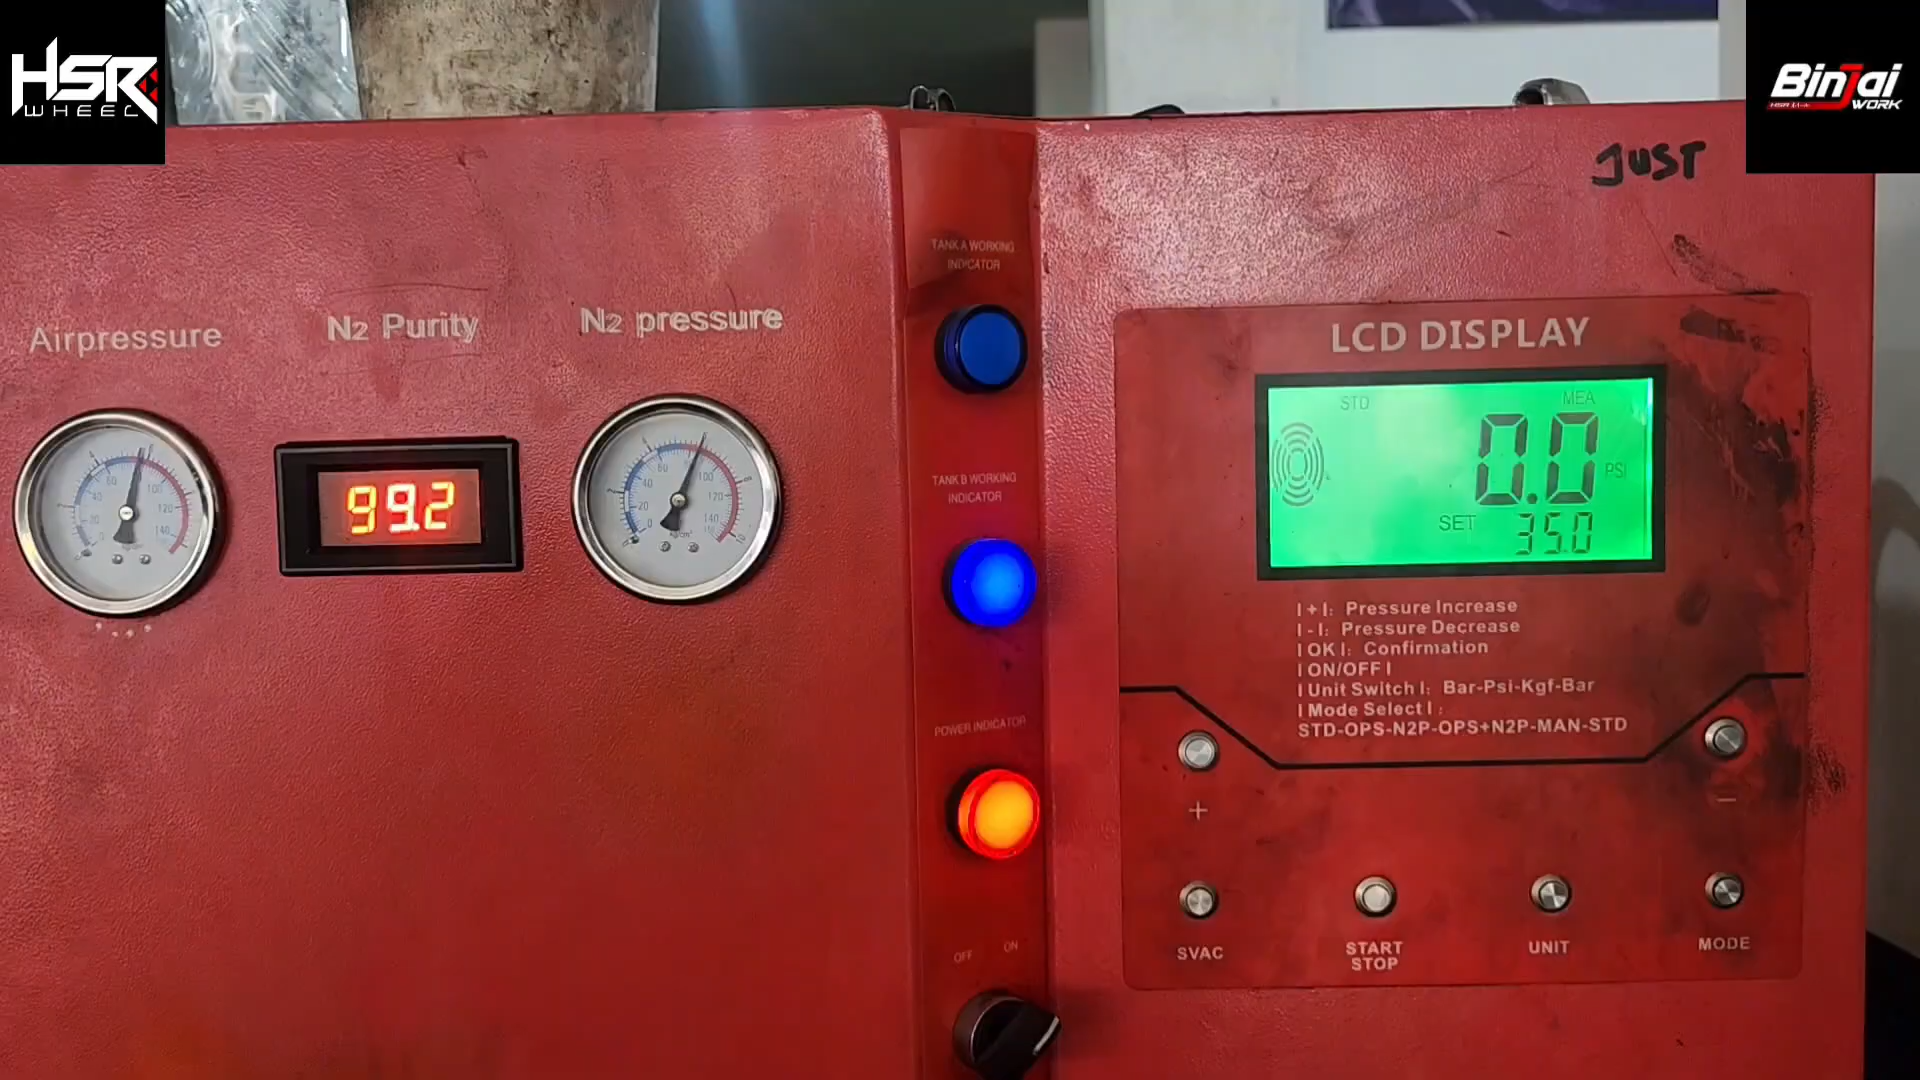 HSR
WHEEL
Binjai
WORK
JUST
TANK A WORKING
INDICATOR
Airpressure
N2 Purity
N2 pressure
LCD DISPLAY
STD
MEA
0.0
PSI
SET
35.0
99.2
TANK B WORKING
INDICATOR
| + |: Pressure Increase
| - |: Pressure Decrease
| OK |: Confirmation
| ON/OFF |
| Unit Switch |: Bar-Psi-Kgf-Bar
| Mode Select | :
STD-OPS-N2P-OPS+N2P-MAN-STD
POWER INDICATOR
+
−
SVAC
START
STOP
UNIT
MODE
OFF
ON